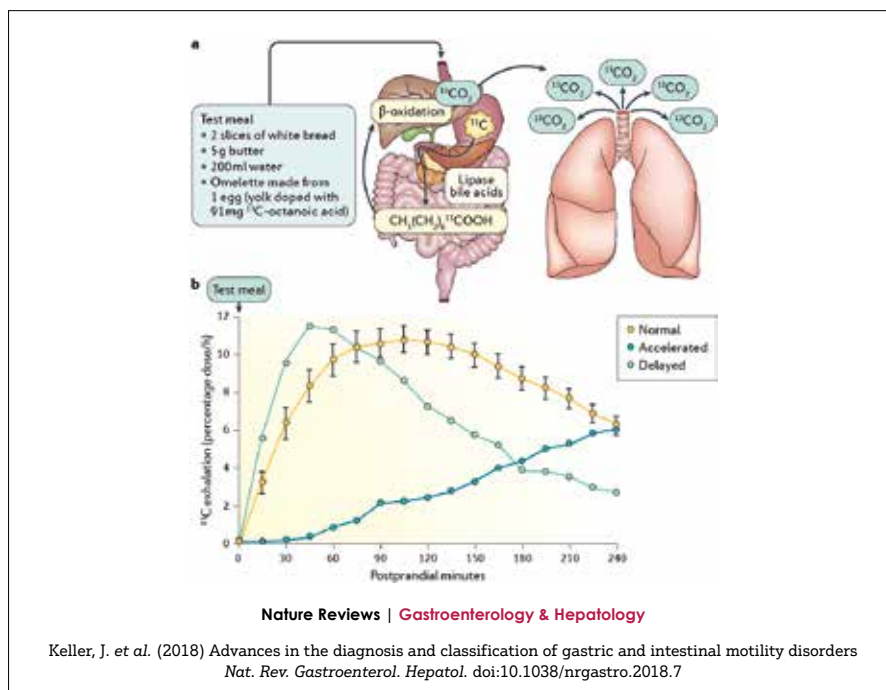 a
Test meal
• 2 slices of white bread
• 5g butter
• 200ml water
• Omelette made from
1 egg (yolk doped with
91mg ¹³C-octanoic acid)
β-oxidation
¹³CO₂
¹³C
Lipase
bile acids
CH₃(CH₂)₆¹³COOH
¹³CO₂
¹³CO₂
¹³CO₂
¹³CO₂
¹³CO₂
b
Test meal
¹³C exhalation (percentage dose/h)
12
10
8
6
4
2
0
0 30 60 90 120 150 180 210 240
Postprandial minutes
Normal
Accelerated
Delayed
Nature Reviews | Gastroenterology & Hepatology
Keller, J. et al. (2018) Advances in the diagnosis and classification of gastric and intestinal motility disorders
Nat. Rev. Gastroenterol. Hepatol. doi:10.1038/nrgastro.2018.7